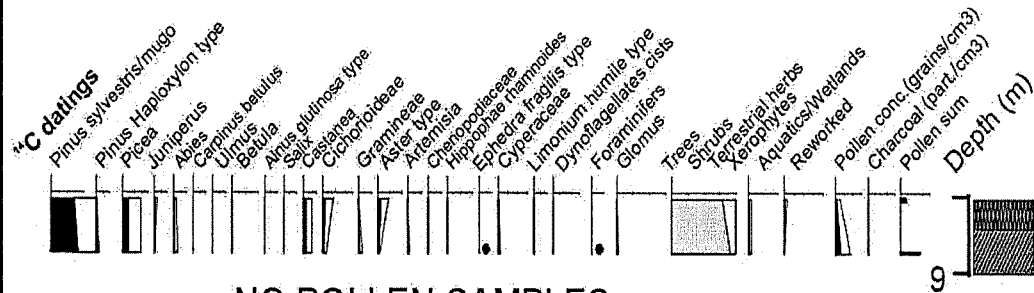 ¹⁴C datings
Pinus sylvestris/mugo
Pinus Haploxylon type
Picea
Juniperus
Abies
Carpinus betulus
Ulmus
Betula
Alnus glutinosa type
Salix
Castanea
Cichorioideae
Gramineae
Aster type
Artemisia
Chenopodiaceae
Hippophae rhamnoides
Ephedra fragilis type
Cyperaceae
Limonium humile type
Dynoflagellates cists
Foraminifers
Glomus
Trees
Shrubs
Terrestrial herbs
Xerophytes
Aquatics/Wetlands
Reworked
Pollen conc.(grains/cm3)
Charcoal (part./cm3)
Pollen sum
Depth (m)
9
NO POLLEN SAMPLES